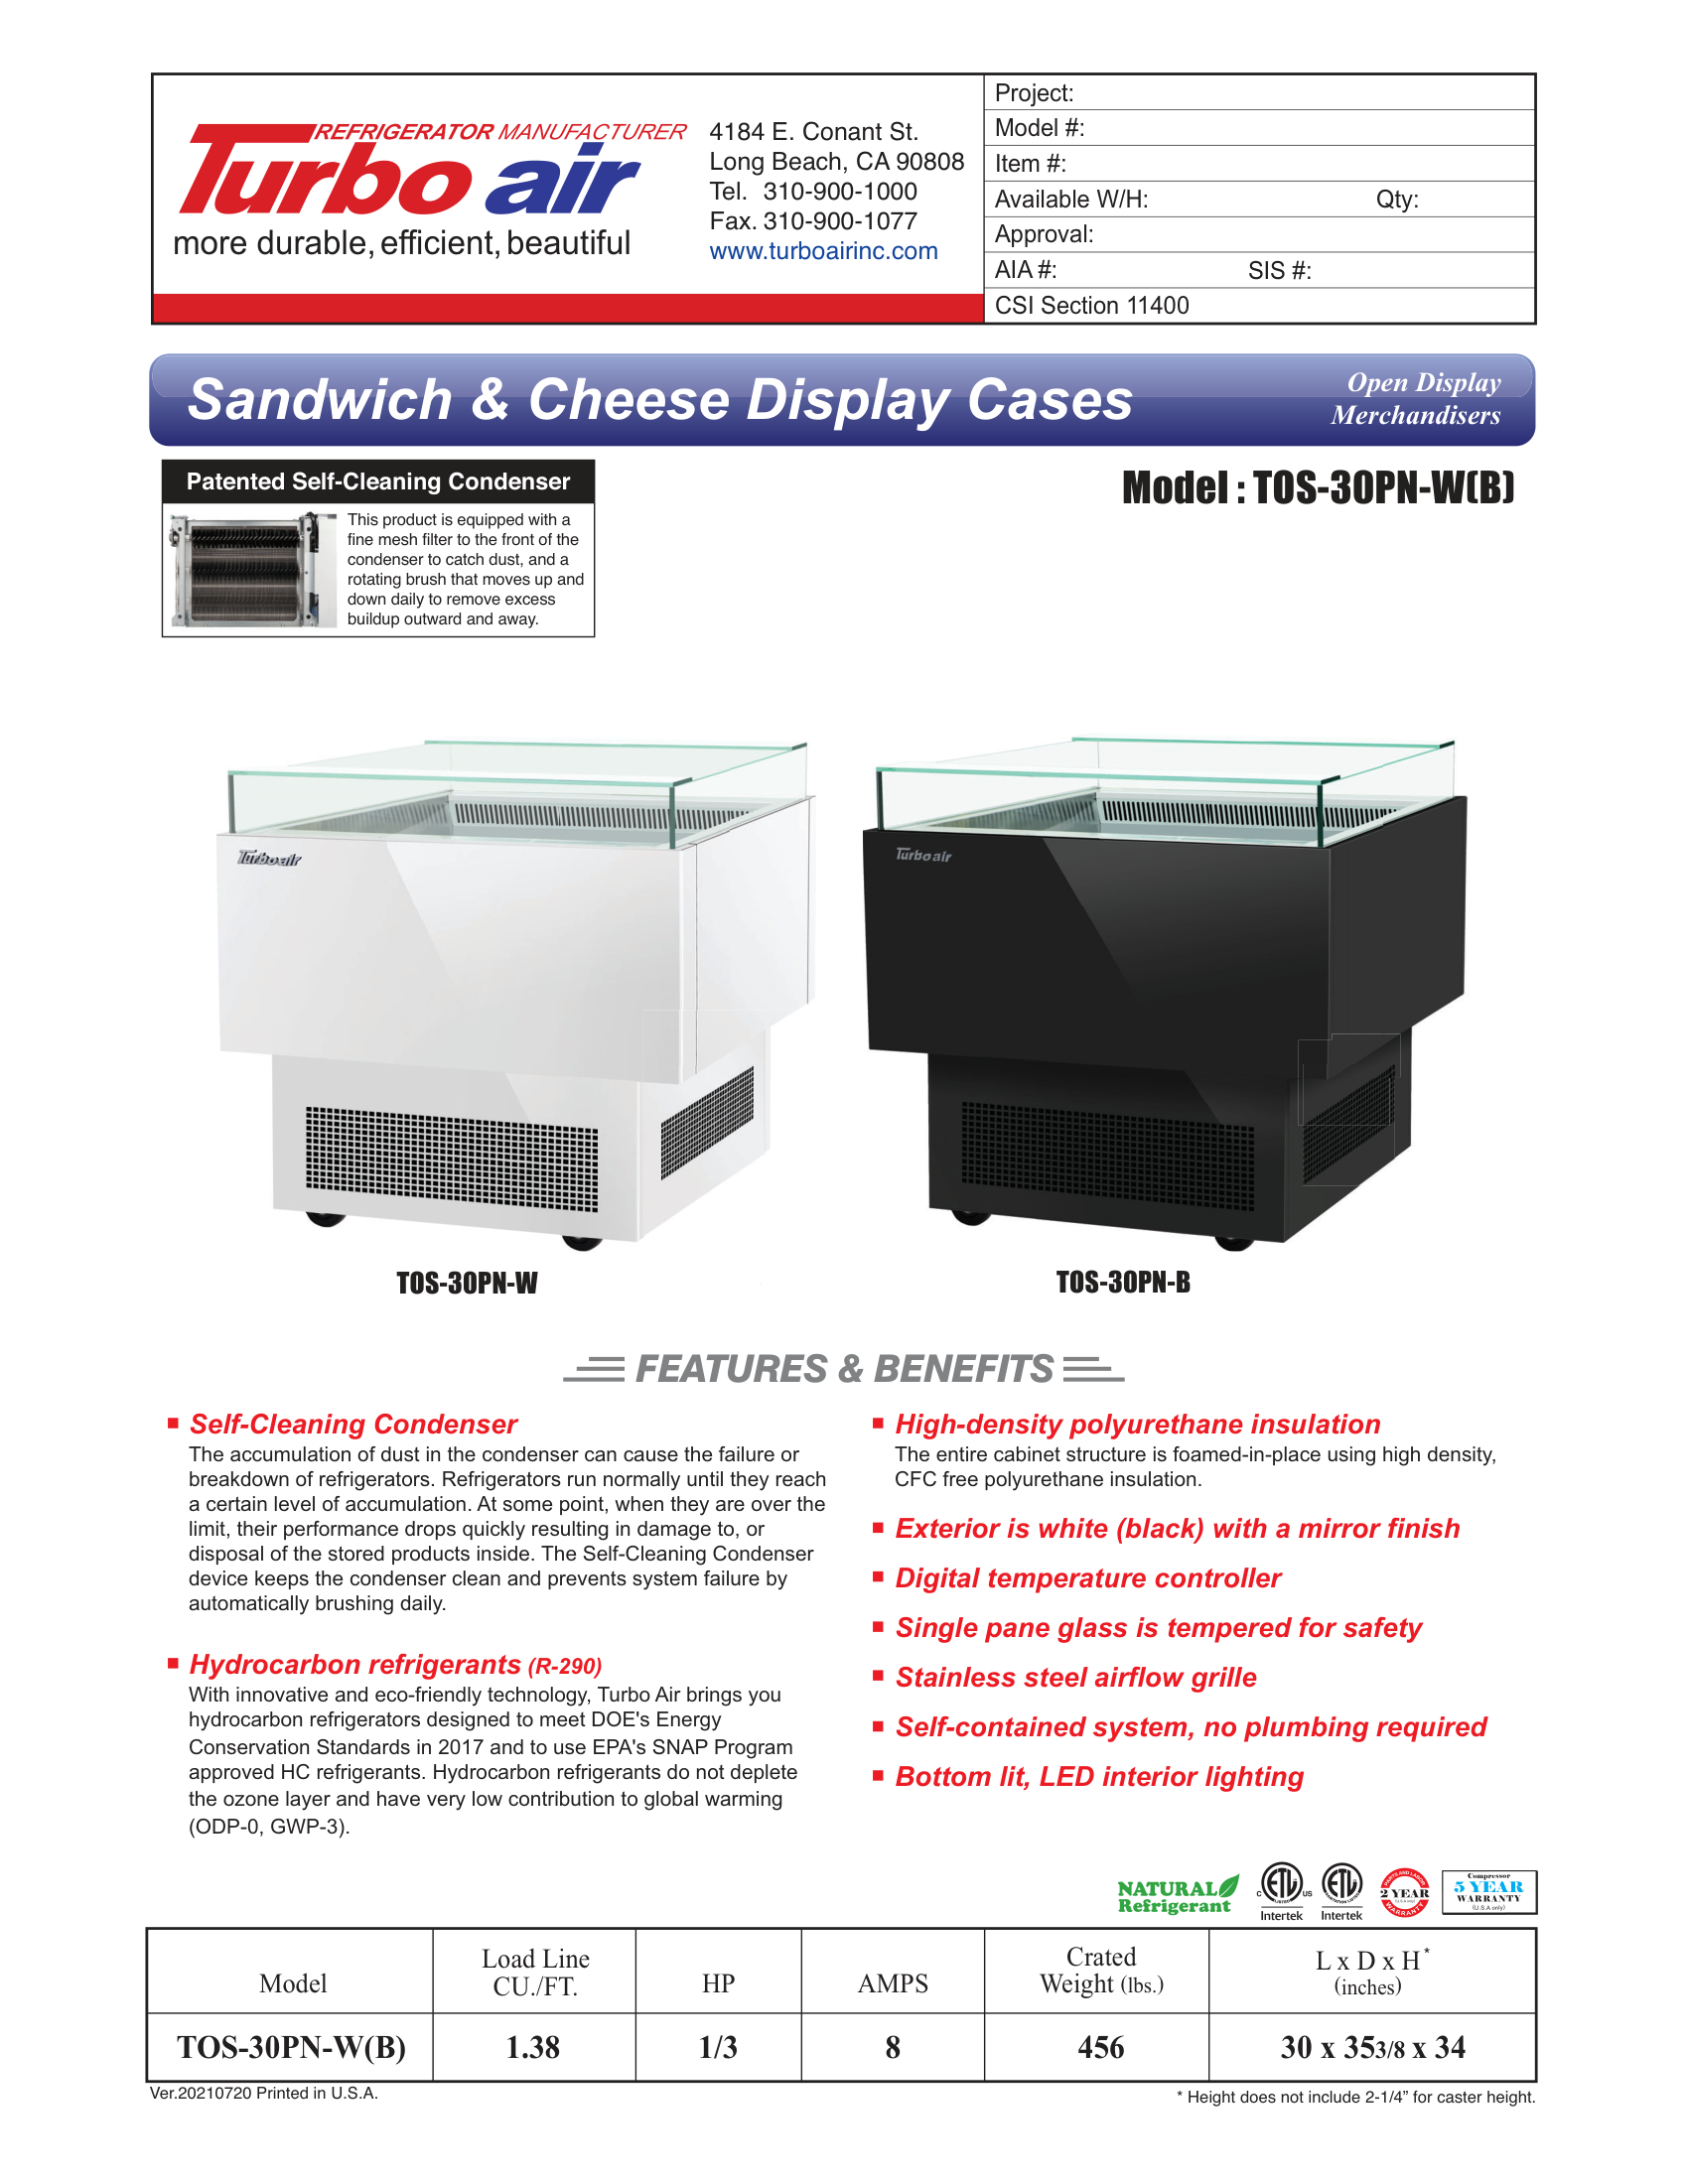 REFRIGERATOR MANUFACTURER
Turbo air
more durable, efficient, beautiful
4184 E. Conant St.
Long Beach, CA 90808
Tel. 310-900-1000
Fax. 310-900-1077
www.turboairinc.com
Project:
Model #:
Item #:
Available W/H: Qty:
Approval:
AIA #: SIS #:
CSI Section 11400
Sandwich & Cheese Display Cases
Open Display
Merchandisers
Patented Self-Cleaning Condenser
This product is equipped with a
fine mesh filter to the front of the
condenser to catch dust, and a
rotating brush that moves up and
down daily to remove excess
buildup outward and away.
Model : TOS-30PN-W(B)
Turbo air
Turbo air
TOS-30PN-W
TOS-30PN-B
FEATURES & BENEFITS
Self-Cleaning Condenser
The accumulation of dust in the condenser can cause the failure or
breakdown of refrigerators. Refrigerators run normally until they reach
a certain level of accumulation. At some point, when they are over the
limit, their performance drops quickly resulting in damage to, or
disposal of the stored products inside. The Self-Cleaning Condenser
device keeps the condenser clean and prevents system failure by
automatically brushing daily.
Hydrocarbon refrigerants (R-290)
With innovative and eco-friendly technology, Turbo Air brings you
hydrocarbon refrigerators designed to meet DOE's Energy
Conservation Standards in 2017 and to use EPA's SNAP Program
approved HC refrigerants. Hydrocarbon refrigerants do not deplete
the ozone layer and have very low contribution to global warming
(ODP-0, GWP-3).
High-density polyurethane insulation
The entire cabinet structure is foamed-in-place using high density,
CFC free polyurethane insulation.
Exterior is white (black) with a mirror finish
Digital temperature controller
Single pane glass is tempered for safety
Stainless steel airflow grille
Self-contained system, no plumbing required
Bottom lit, LED interior lighting
NATURAL
Refrigerant
C ETL US
LISTED
Intertek
ETL
Intertek
PARTS AND LABOR
2 YEAR
(U.S.A only)
WARRANTY
Compressor
5 YEAR
WARRANTY
(U.S.A only)
Model
Load Line
CU./FT.
HP
AMPS
Crated
Weight (lbs.)
L x D x H*
(inches)
TOS-30PN-W(B) 1.38 1/3 8 456 30 x 353/8 x 34
Ver.20210720 Printed in U.S.A.
* Height does not include 2-1/4” for caster height.